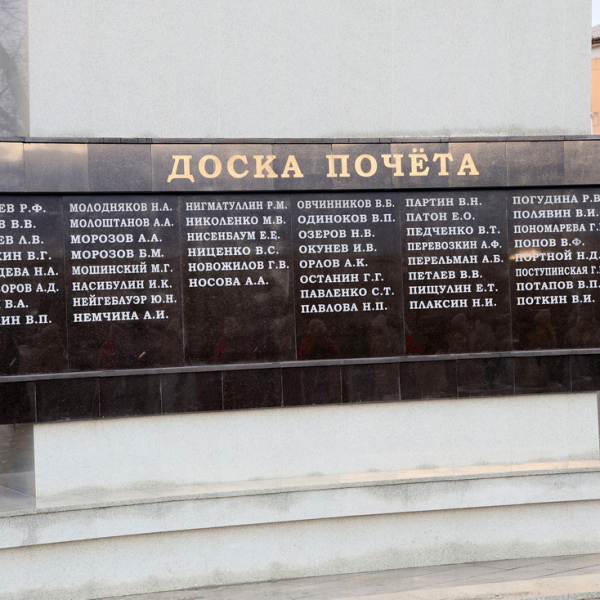 ДОСКА ПОЧЁТА
Р.Ф.
В.В.
Л.В.
В.Г.
Н.А.
А.Д.
В.А.
В.П.
МОЛОДНЯКОВ Н.А.
МОЛОШТАНОВ А.А.
МОРОЗОВ А.А.
МОРОЗОВ Б.М.
МОШИНСКИЙ М.Г.
НАСИБУЛИН И.К.
НЕЙГЕБАУЭР Ю.Н.
НЕМЧИНА А.И.
НИГМАТУЛЛИН Р.М.
НИКОЛЕНКО М.В.
НИСЕНБАУМ Е.Е.
НИЦЕНКО В.С.
НОВОЖИЛОВ Г.В.
НОСОВА А.А.
ОВЧИННИКОВ В.Б.
ОДИНОКОВ В.П.
ОЗЕРОВ Н.В.
ОКУНЕВ И.В.
ОРЛОВ А.К.
ОСТАНИН Г.Г.
ПАВЛЕНКО С.Т.
ПАВЛОВА Н.П.
ПАРТИН В.Н.
ПАТОН Е.О.
ПЕДЧЕНКО В.Т.
ПЕРЕВОЗКИН А.Ф.
ПЕРЕЛЬМАН А.Б.
ПЕТАЕВ В.В.
ПИЩУЛИН Е.Т.
ПЛАКСИН Н.И.
ПОГУДИНА Р.В
ПОЛЯВИН В.Н.
ПОНОМАРЕВА Г.
ПОПОВ В.Ф.
ПОРТНОЙ Н.Д.
ПОСТУПИНСКАЯ Г.
ПОТАПОВ В.П.
ПОТКИН В.И.